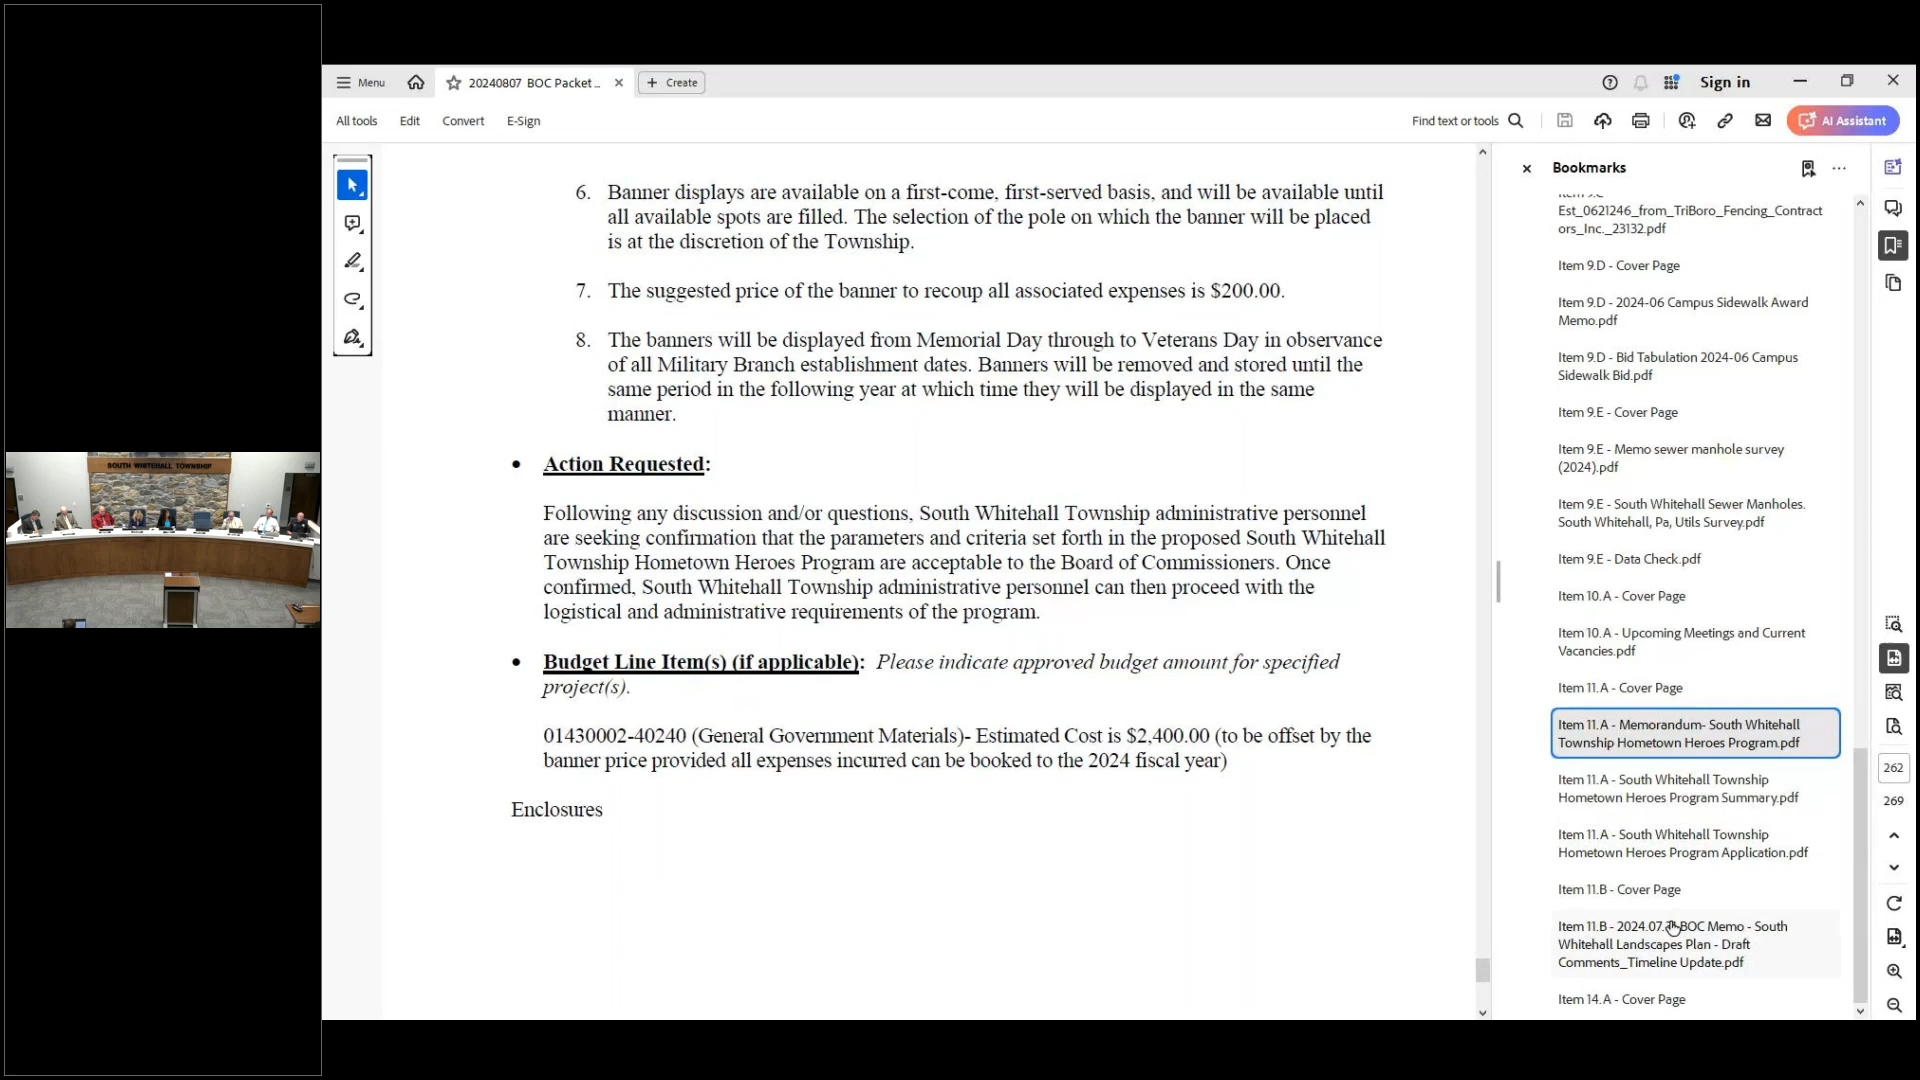 SOUTH WHITEHALL TOWNSHIP
Menu
20240807 BOC Packet ...
Create
Sign in
All tools
Edit
Convert
E-Sign
Find text or tools
AI Assistant
6. Banner displays are available on a first-come, first-served basis, and will be available until
all available spots are filled. The selection of the pole on which the banner will be placed
is at the discretion of the Township.
7. The suggested price of the banner to recoup all associated expenses is $200.00.
8. The banners will be displayed from Memorial Day through to Veterans Day in observance
of all Military Branch establishment dates. Banners will be removed and stored until the
same period in the following year at which time they will be displayed in the same
manner.
• Action Requested:
Following any discussion and/or questions, South Whitehall Township administrative personnel
are seeking confirmation that the parameters and criteria set forth in the proposed South Whitehall
Township Hometown Heroes Program are acceptable to the Board of Commissioners. Once
confirmed, South Whitehall Township administrative personnel can then proceed with the
logistical and administrative requirements of the program.
• Budget Line Item(s) (if applicable): Please indicate approved budget amount for specified
project(s).
01430002-40240 (General Government Materials)- Estimated Cost is $2,400.00 (to be offset by the
banner price provided all expenses incurred can be booked to the 2024 fiscal year)
Enclosures
Bookmarks
Est_0621246_from_TriBoro_Fencing_Contract
ors_Inc._23132.pdf
Item 9.D - Cover Page
Item 9.D - 2024-06 Campus Sidewalk Award
Memo.pdf
Item 9.D - Bid Tabulation 2024-06 Campus
Sidewalk Bid.pdf
Item 9.E - Cover Page
Item 9.E - Memo sewer manhole survey
(2024).pdf
Item 9.E - South Whitehall Sewer Manholes.
South Whitehall, Pa, Utils Survey.pdf
Item 9.E - Data Check.pdf
Item 10.A - Cover Page
Item 10.A - Upcoming Meetings and Current
Vacancies.pdf
Item 11.A - Cover Page
Item 11.A - Memorandum- South Whitehall
Township Hometown Heroes Program.pdf
Item 11.A - South Whitehall Township
Hometown Heroes Program Summary.pdf
Item 11.A - South Whitehall Township
Hometown Heroes Program Application.pdf
Item 11.B - Cover Page
Item 11.B - 2024.07. BOC Memo - South
Whitehall Landscapes Plan - Draft
Comments_Timeline Update.pdf
Item 14.A - Cover Page
262
269